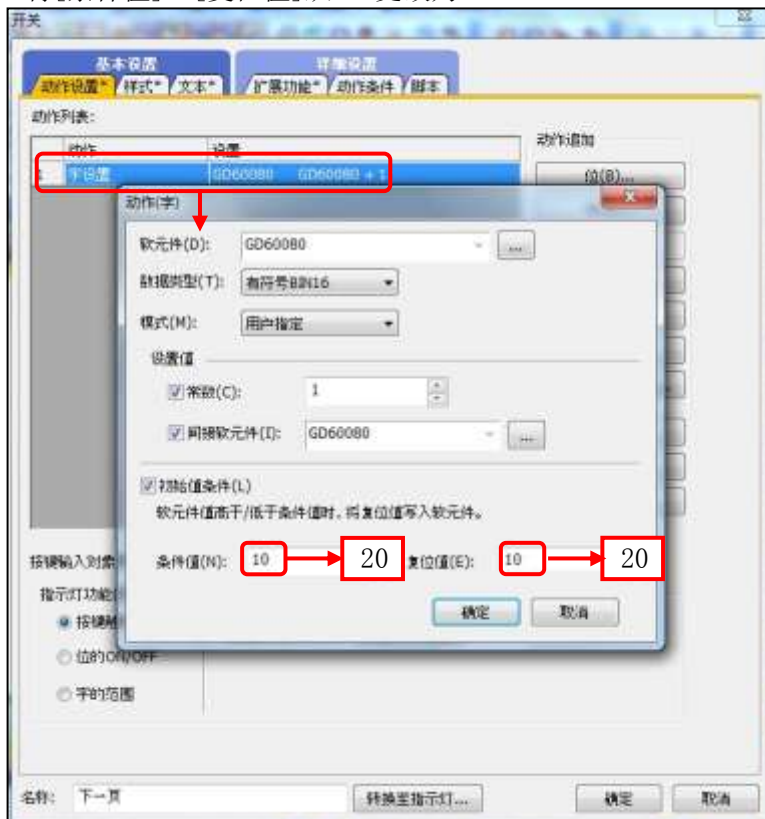 开关
基本设置
详细设置
动作设置* 样式* 文本* 扩展功能* 动作条件 脚本
动作列表:
动作追加
动作 设置
字设置 GD60080 GD60080 + 1
位(B)...
动作(字)
软元件(D): GD60080 ...
数据类型(T): 有符号BIN16
模式(M): 用户指定
设置值
常数(C): 1
间接软元件(I): GD60080 ...
初始值条件(L)
软元件值高于/低于条件值时,将复位值写入软元件。
条件值(N): 10 20 复位值(E): 10 20
确定 取消
按键输入对象
指示灯功能
按键触
位的ON/OFF
字的范围
名称: 下一页 转换至指示灯... 确定 取消